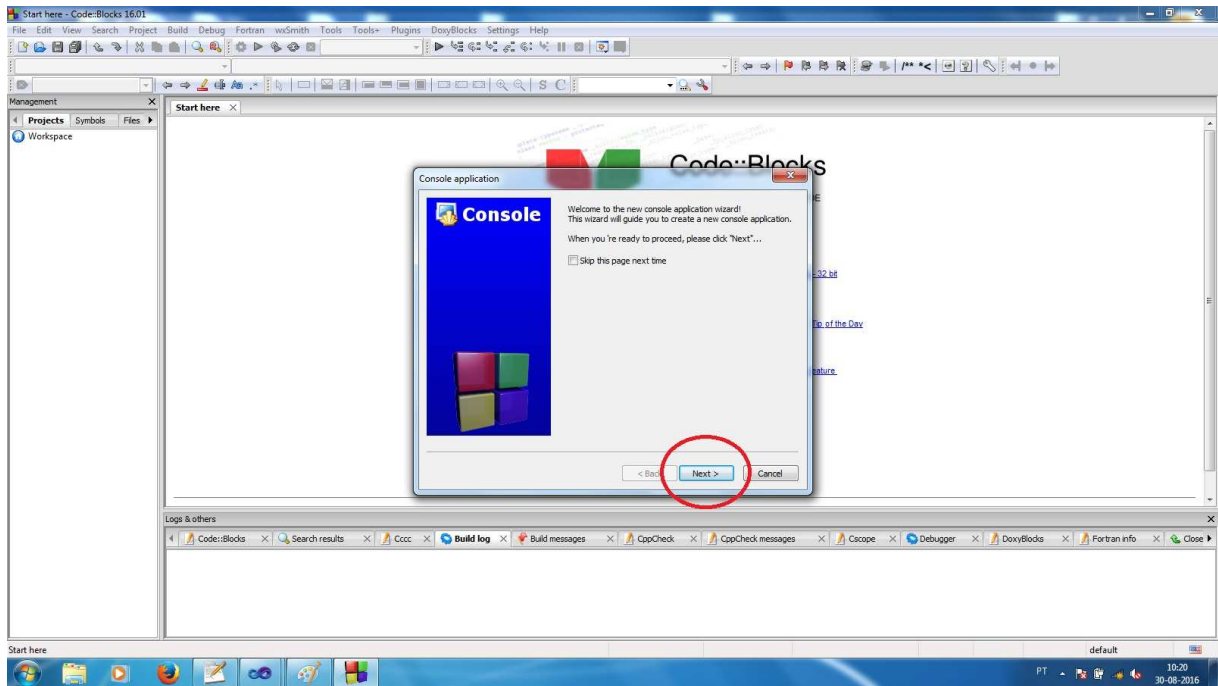 Start here - Code::Blocks 16.01
File Edit View Search Project Build Debug Fortran wxSmith Tools Tools+ Plugins DoxyBlocks Settings Help
/** *<
S C
Management
Projects Symbols Files
Workspace
Start here
Code::Blocks
E
- 32 bit
Tip of the Day
eature
Console application
Console
Welcome to the new console application wizard!
This wizard will guide you to create a new console application.
When you 're ready to proceed, please click "Next"...
Skip this page next time
< Back Next > Cancel
Logs & others
Code::Blocks Search results Cccc Build log Build messages CppCheck CppCheck messages Cscope Debugger DoxyBlocks Fortran info Close
Start here default
PT 10:20
30-08-2016